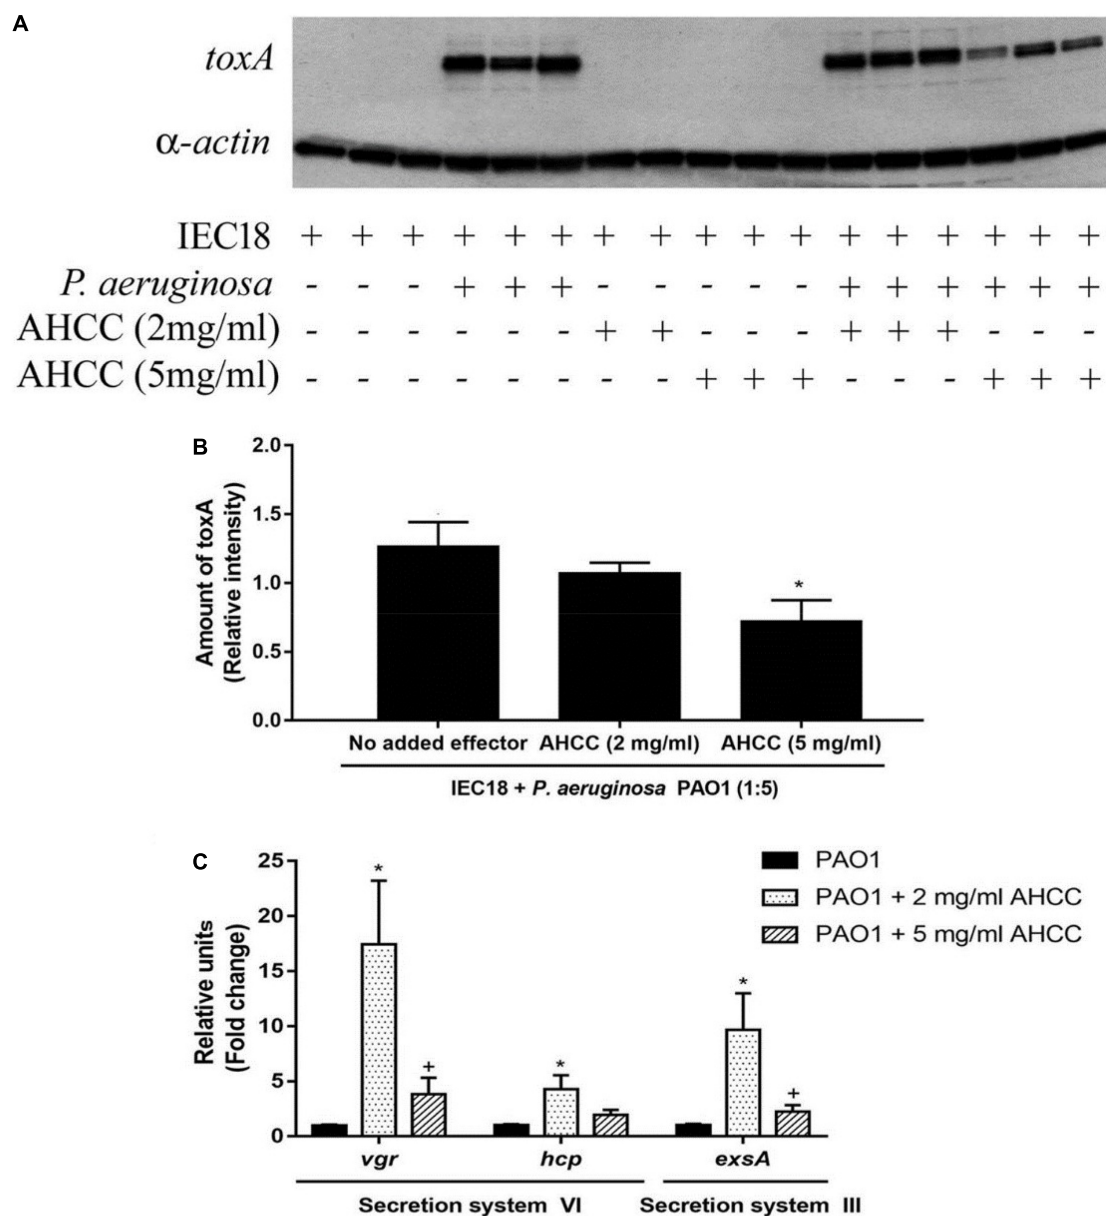 A
toxA
α-actin
IEC18 + + + + + + + + + + + + + + + + +
P. aeruginosa - - - + + + - - - - - + + + + + +
AHCC (2mg/ml) - - - - - - + + - - - + + + - - -
AHCC (5mg/ml) - - - - - - - - + + + - - - + + +
B
Amount of toxA
(Relative intensity)
2.0
1.5
1.0
0.5
0.0
*
No added effector AHCC (2 mg/ml) AHCC (5 mg/ml)
IEC18 + P. aeruginosa PAO1 (1:5)
C
Relative units
(Fold change)
25
20
15
10
5
0
* + * * +
PAO1
PAO1 + 2 mg/ml AHCC
PAO1 + 5 mg/ml AHCC
vgr hcp exsA
Secretion system VI Secretion system III